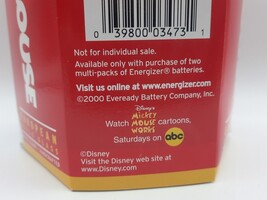 0 39800 03473 1
OUSE
Not for individual sale.
Available only with purchase of two
multi-packs of Energizer® batteries.
Visit us online at www.energizer.com
©2000 Eveready Battery Company, Inc.
Disney's
MICKEY
Watch MOUSE cartoons,
WORKS
Saturdays on abc
©Disney
Visit the Disney web site at
www.Disney.com